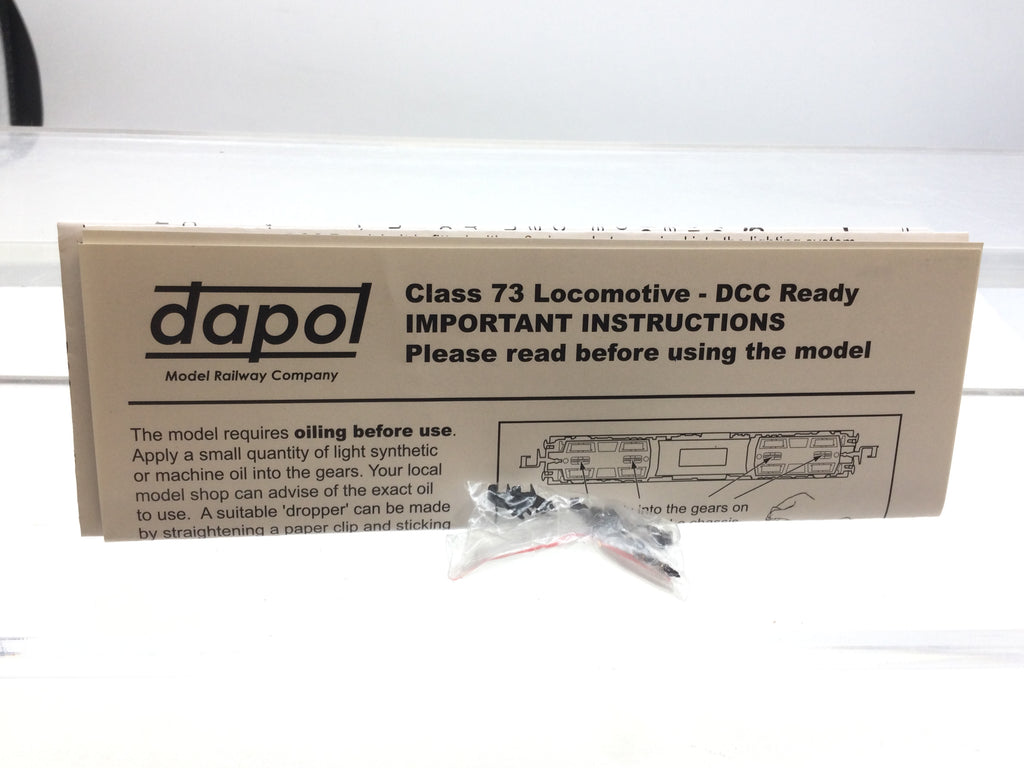 dapol
Model Railway Company
Class 73 Locomotive - DCC Ready
IMPORTANT INSTRUCTIONS
Please read before using the model
The model requires oiling before use.
Apply a small quantity of light synthetic
or machine oil into the gears. Your local
model shop can advise of the exact oil
to use. A suitable 'dropper' can be made
by straightening a paper clip and sticking
into the gears on
chassis